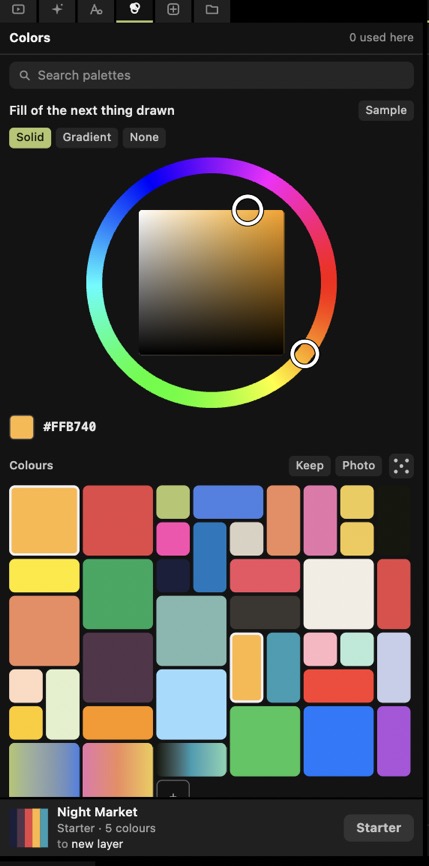 Colors
0 used here
Search palettes
Fill of the next thing drawn
Sample
Solid
Gradient
None
#FFB740
Colours
Keep
Photo
+
Night Market
Starter · 5 colours
to new layer
Starter